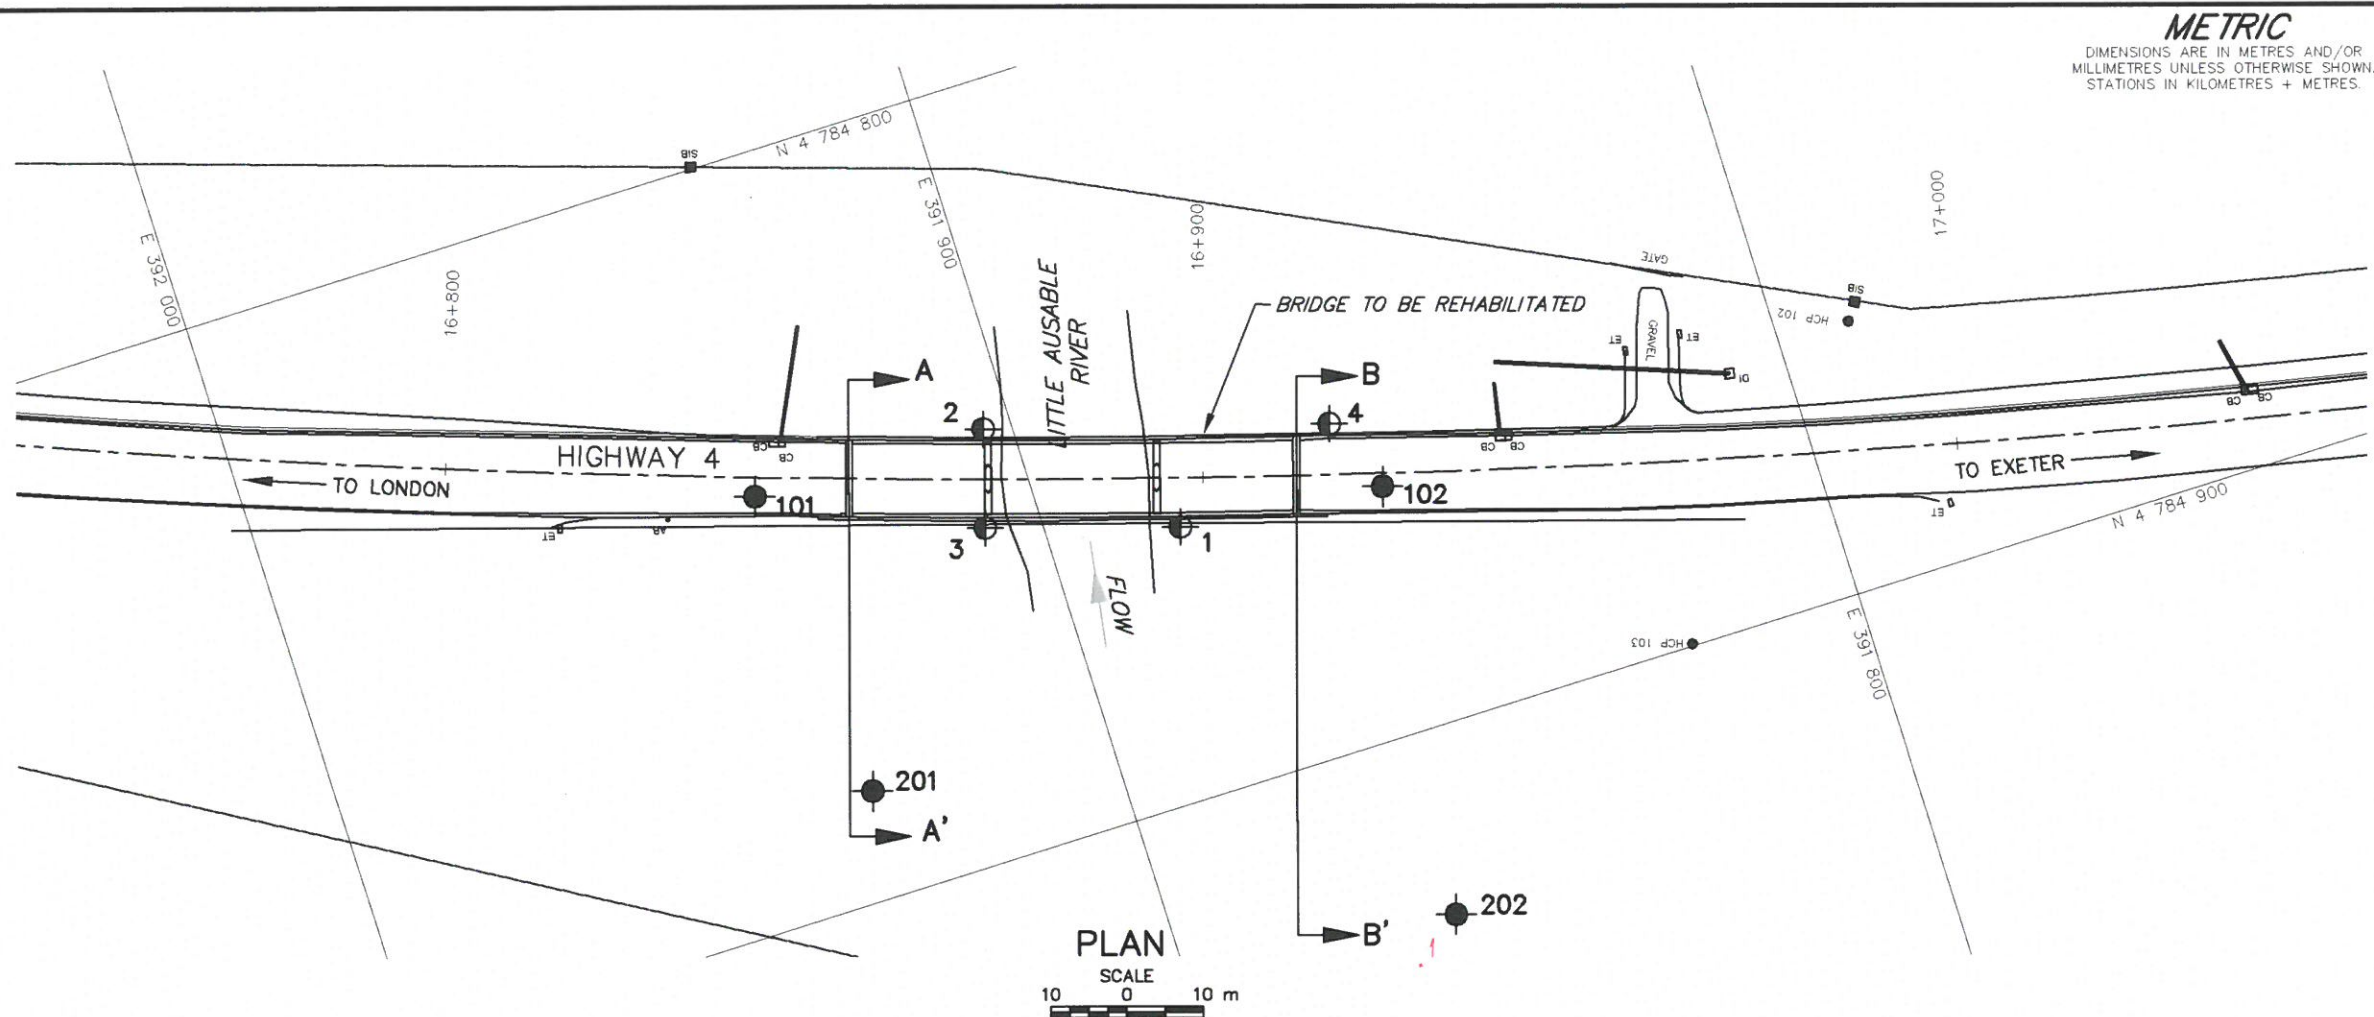 METRIC
DIMENSIONS ARE IN METRES AND/OR
MILLIMETRES UNLESS OTHERWISE SHOWN.
STATIONS IN KILOMETRES + METRES.
N 4 784 800
SIB
E 392 000
E 391 900
16+800
16+900
17+000
LITTLE AUSABLE
RIVER
BRIDGE TO BE REHABILITATED
GATE
SIB
HCP 102
GRAVEL
ET
ET
DI
A
B
2
4
CB
CB
CB
CB
CB
CB
HIGHWAY 4
TO LONDON
TO EXETER
101
102
N 4 784 900
ET
AR
ET
3
1
FLOW
HCP 103
E 391 800
201
A'
202
B'
PLAN
SCALE
10 0 10 m